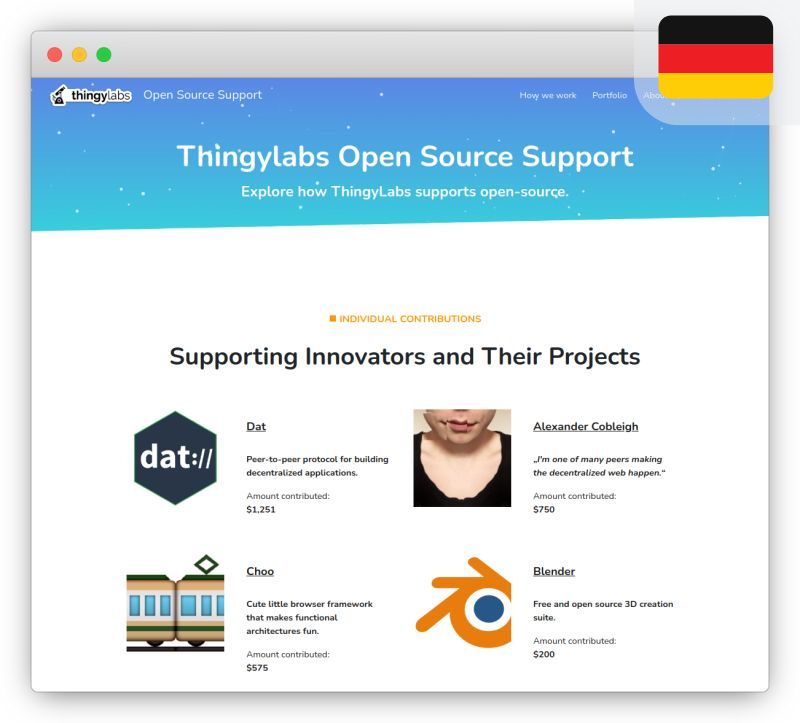 thingylabs Open Source Support How we work Portfolio
Thingylabs Open Source Support
Explore how ThingyLabs supports open-source.
INDIVIDUAL CONTRIBUTIONS
Supporting Innovators and Their Projects
dat://
Dat
Peer-to-peer protocol for building
decentralized applications.
Amount contributed:
$1,251
Alexander Cobleigh
„I'm one of many peers making
the decentralized web happen.“
Amount contributed:
$750
Choo
Cute little browser framework
that makes functional
architectures fun.
Amount contributed:
$575
Blender
Free and open source 3D creation
suite.
Amount contributed:
$200